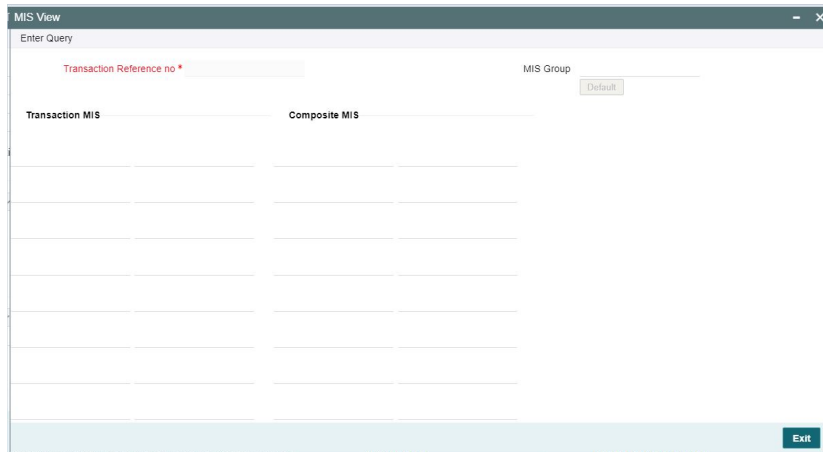 MIS View
Enter Query
Transaction Reference no *
MIS Group
Default
Transaction MIS
Composite MIS
Exit